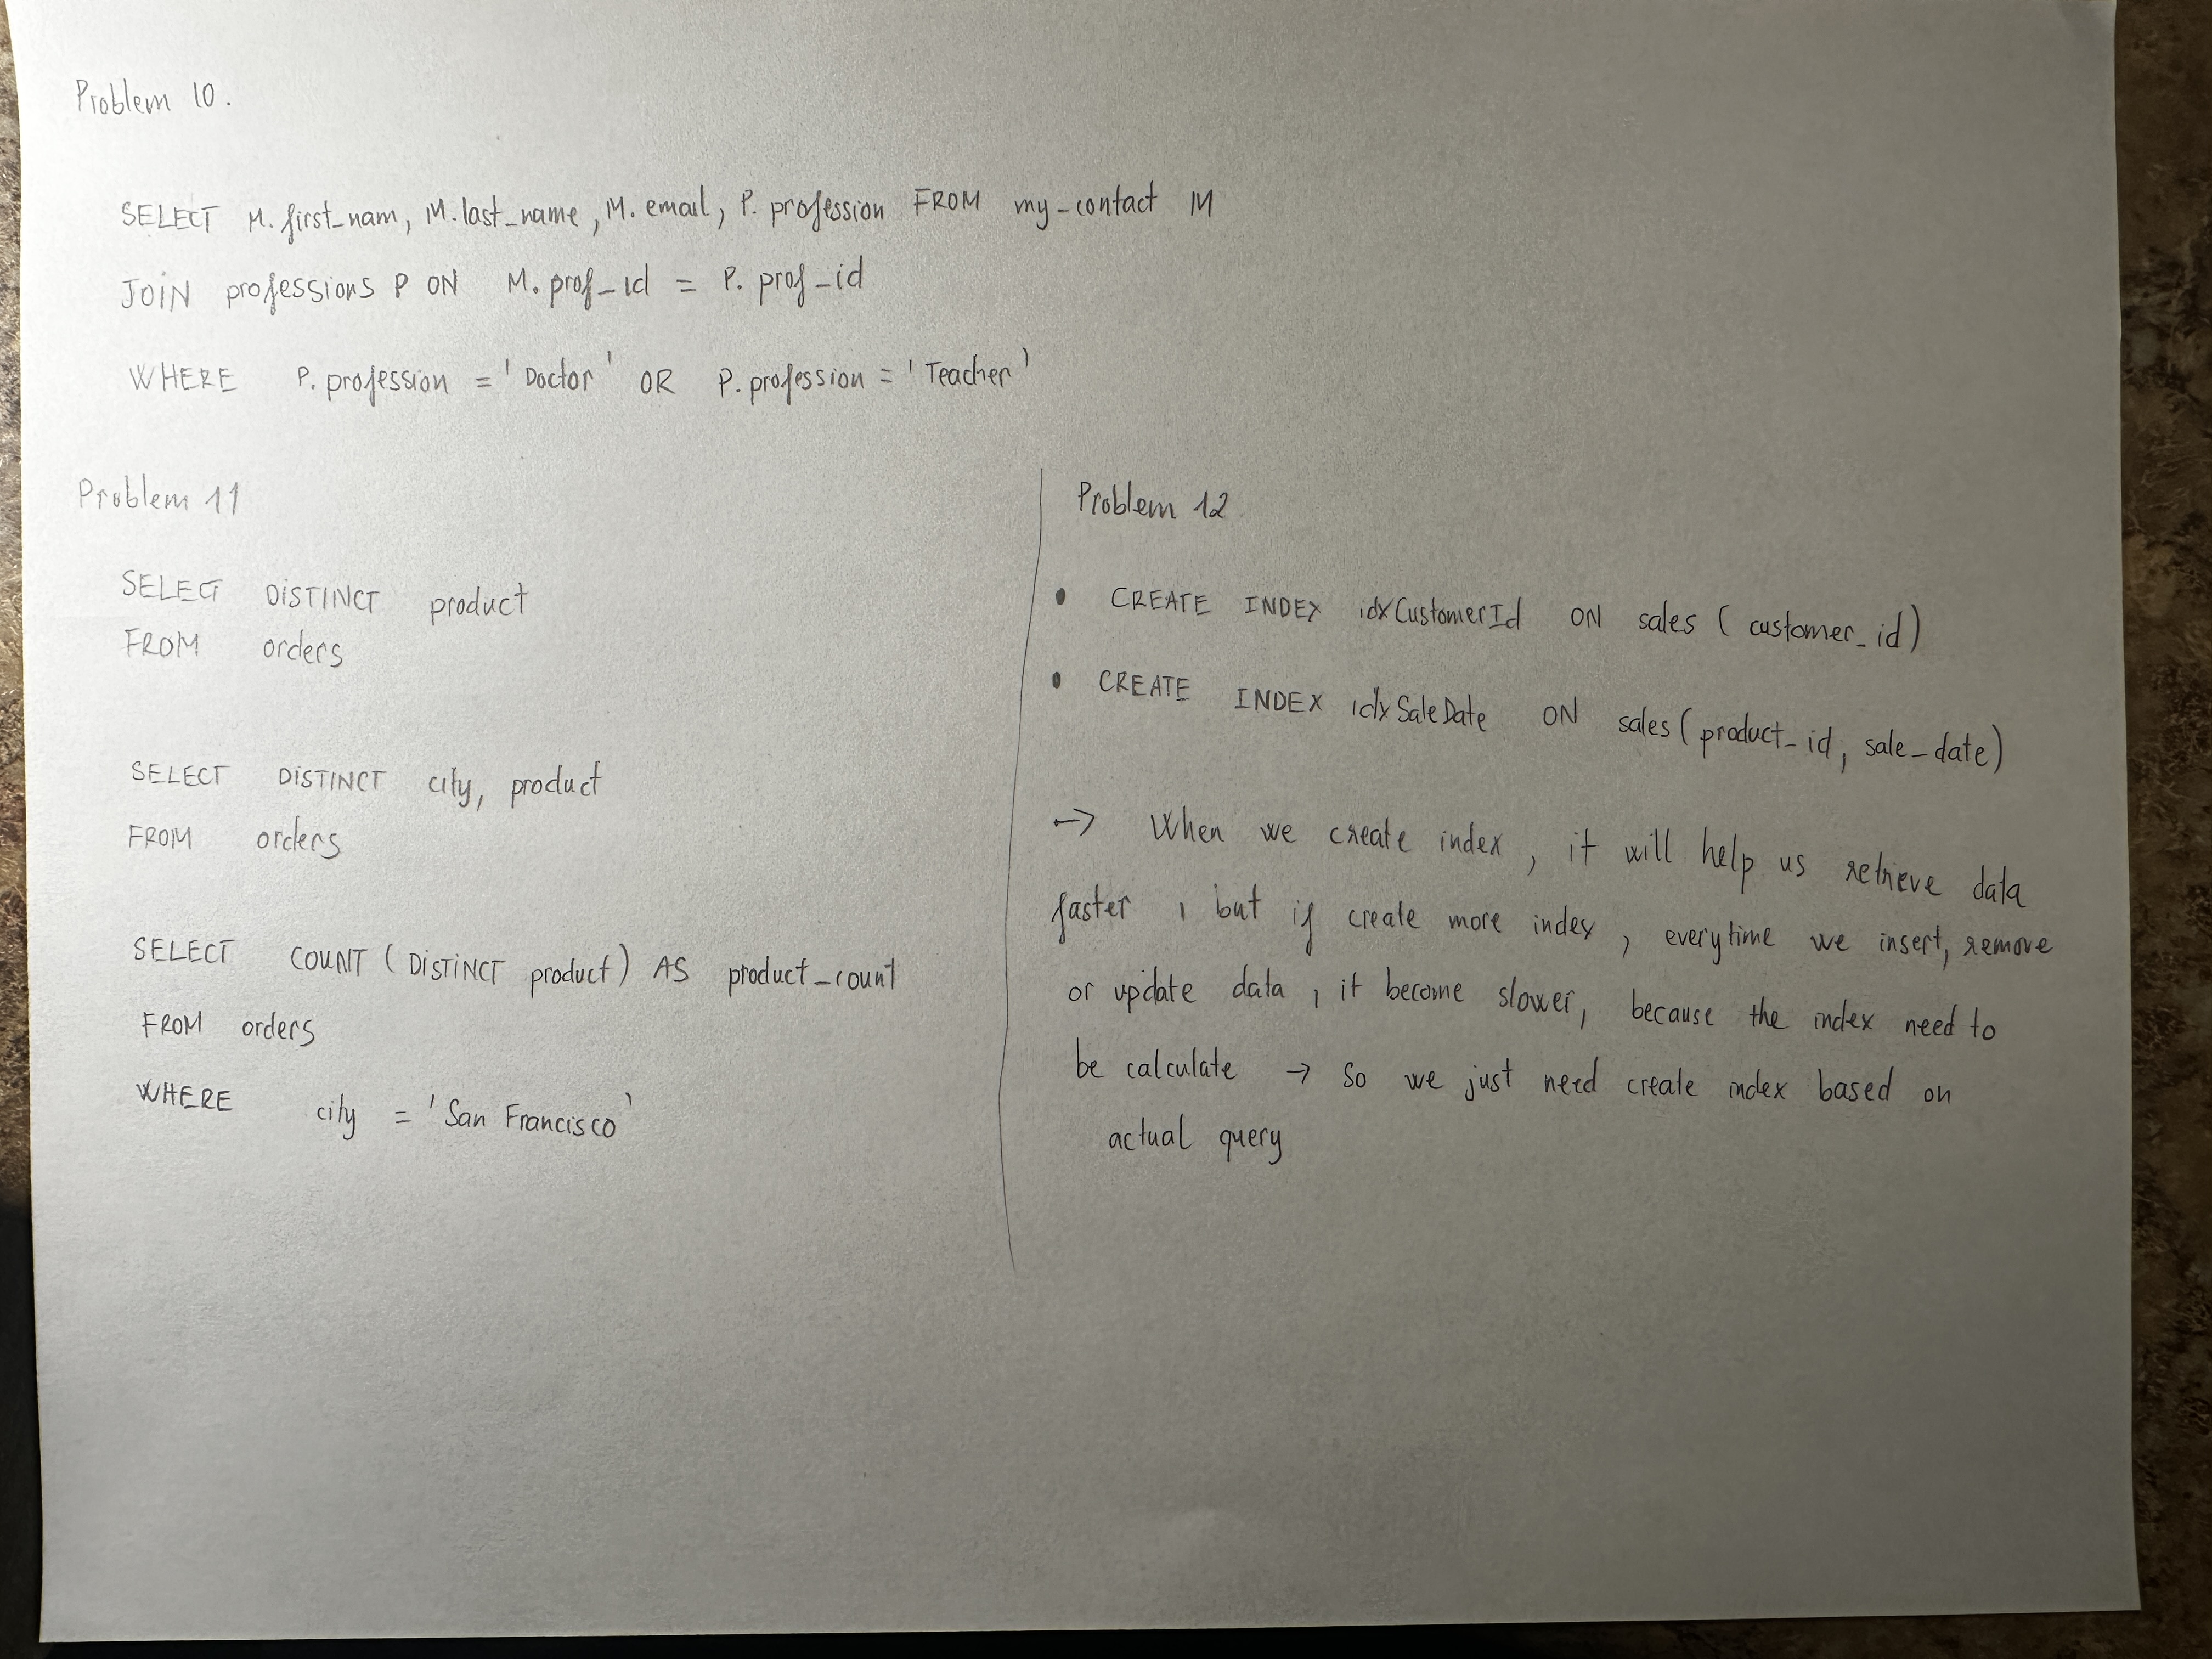 Problem 10.
SELECT M.first_nam, M.last_name, M. email, P. profession FROM my_contact M
JOIN professions P ON M. prof_id = P. prof_id
WHERE P. profession = 'Doctor' OR P. profession = 'Teacher'
Problem 11
SELECT DISTINCT product
FROM orders
SELECT DISTINCT city, product
FROM orders
SELECT COUNT (DISTINCT product) AS product_count
FROM orders
WHERE city = 'San Francisco'
Problem 12
• CREATE INDEX idxCustomerId ON sales (customer_id)
• CREATE INDEX idxSaleDate ON sales (product_id, sale_date)
→ When we create index, it will help us retrieve data
faster, but if create more index, everytime we insert, remove
or update data, it become slower, because the index need to
be calculate → So we just need create index based on
actual query